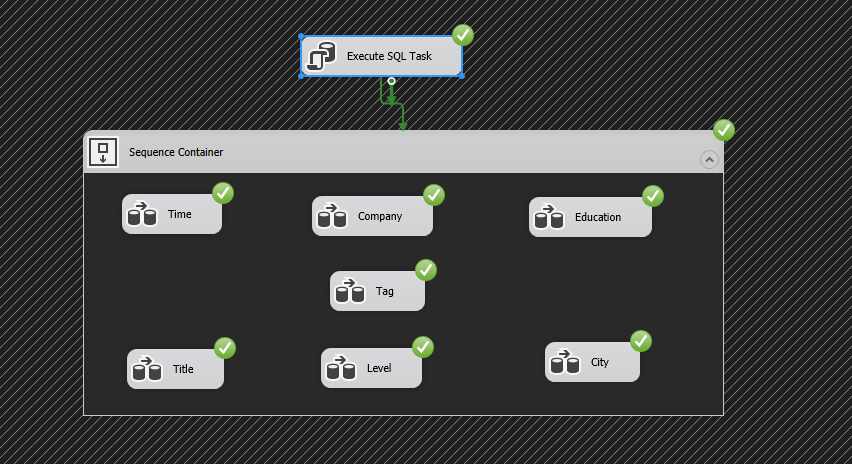 Execute SQL Task
Sequence Container
Time
Company
Education
Tag
Title
Level
City